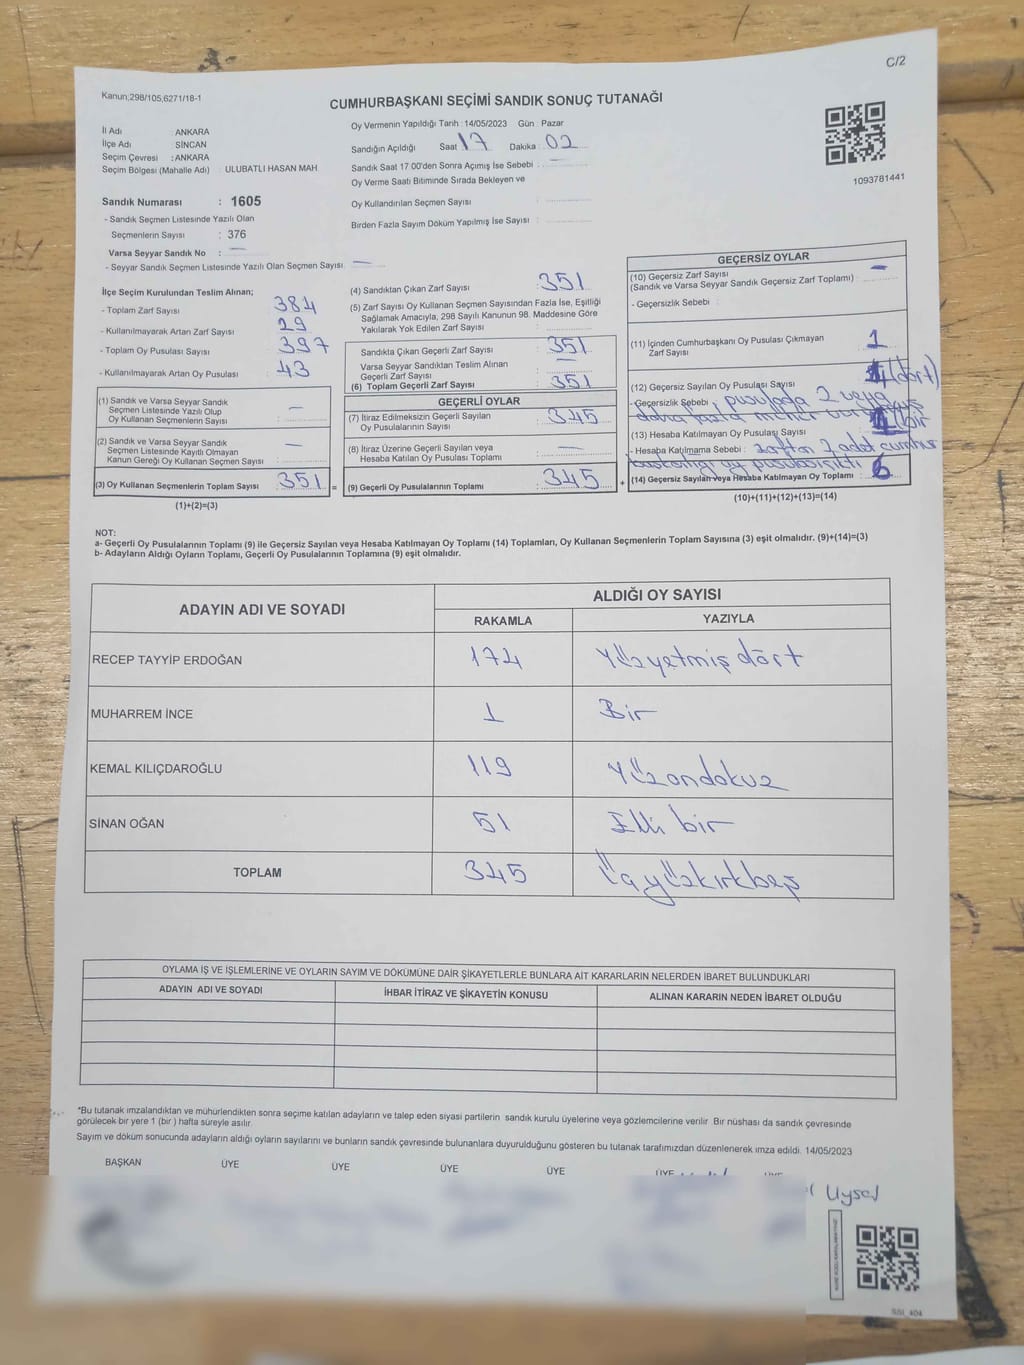 C/2
Kanun;298/105,6271/18-1
CUMHURBAŞKANI SEÇİMİ SANDIK SONUÇ TUTANAĞI
İl Adı : ANKARA
İlçe Adı : SİNCAN
Seçim Çevresi : ANKARA
Seçim Bölgesi (Mahalle Adı) : ULUBATLI HASAN MAH
Sandık Numarası : 1605
- Sandık Seçmen Listesinde Yazılı Olan
Seçmenlerin Sayısı : 376
Varsa Seyyar Sandık No : —
- Seyyar Sandık Seçmen Listesinde Yazılı Olan Seçmen Sayısı —
Oy Vermenin Yapıldığı Tarih :14/05/2023 Gün : Pazar
Sandığın Açıldığı Saat 17 Dakika 02
Sandık Saat 17:00'den Sonra Açımış İse Sebebi : —
Oy Verme Saati Bitiminde Sırada Bekleyen ve
Oy Kullandırılan Seçmen Sayısı :
Birden Fazla Sayım Döküm Yapılmış İse Sayısı :
1093781441
İlçe Seçim Kurulundan Teslim Alınan;
- Toplam Zarf Sayısı : 384
- Kullanılmayarak Artan Zarf Sayısı : 29
- Toplam Oy Pusulası Sayısı : 397
- Kullanılmayarak Artan Oy Pusulası : 43
(1) Sandık ve Varsa Seyyar Sandık
Seçmen Listesinde Yazılı Olup
Oy Kullanan Seçmenlerin Sayısı : —
(2) Sandık ve Varsa Seyyar Sandık
Seçmen Listesinde Kayıtlı Olmayan
Kanun Gereği Oy Kullanan Seçmen Sayısı : —
(3) Oy Kullanan Seçmenlerin Toplam Sayısı : 351 =
(1)+(2)=(3)
(4) Sandıktan Çıkan Zarf Sayısı : 351
(5) Zarf Sayısı Oy Kullanan Seçmen Sayısından Fazla İse, Eşitliği
Sağlamak Amacıyla, 298 Sayılı Kanunun 98. Maddesine Göre
Yakılarak Yok Edilen Zarf Sayısı :
Sandıkta Çıkan Geçerli Zarf Sayısı : 351
Varsa Seyyar Sandıktan Teslim Alınan
Geçerli Zarf Sayısı : —
(6) Toplam Geçerli Zarf Sayısı : 351
GEÇERLİ OYLAR
(7) İtiraz Edilmeksizin Geçerli Sayılan
Oy Pusulalarının Sayısı : 345
(8) İtiraz Üzerine Geçerli Sayılan veya
Hesaba Katılan Oy Pusulası Toplamı : —
(9) Geçerli Oy Pusulalarının Toplamı : 345 +
GEÇERSİZ OYLAR
(10) Geçersiz Zarf Sayısı : —
(Sandık ve Varsa Seyyar Sandık Geçersiz Zarf Toplamı)
- Geçersizlik Sebebi :
(11) İçinden Cumhurbaşkanı Oy Pusulası Çıkmayan
Zarf Sayısı : 1
(12) Geçersiz Sayılan Oy Pusulası Sayısı : 4 (dört)
-Geçersizlik Sebebi : pusulada 2 veya
daha fazla mühür
(13) Hesaba Katılmayan Oy Pusulası Sayısı : 1 (bir
- Hesaba Katılmama Sebebi : zarftan 2 adet cumhur
başkanlığı oy pusulası çıktı
(14) Geçersiz Sayılan veya Hesaba Katılmayan Oy Toplamı : 6
(10)+(11)+(12)+(13)=(14)
NOT:
a- Geçerli Oy Pusulalarının Toplamı (9) ile Geçersiz Sayılan veya Hesaba Katılmayan Oy Toplamı (14) Toplamları, Oy Kullanan Seçmenlerin Toplam Sayısına (3) eşit olmalıdır. (9)+(14)=(3)
b- Adayların Aldığı Oyların Toplamı, Geçerli Oy Pusulalarının Toplamına (9) eşit olmalıdır.
ADAYIN ADI VE SOYADI ALDIĞI OY SAYISI
RAKAMLA YAZIYLA
RECEP TAYYİP ERDOĞAN 174 Yüzyetmiş dört
MUHARREM İNCE 1 Bir
KEMAL KILIÇDAROĞLU 119 Yüzondokuz
SİNAN OĞAN 51 Elli bir
TOPLAM 345 Üçyüzkırkbeş
OYLAMA İŞ VE İŞLEMLERİNE VE OYLARIN SAYIM VE DÖKÜMÜNE DAİR ŞİKAYETLERLE BUNLARA AİT KARARLARIN NELERDEN İBARET BULUNDUKLARI
ADAYIN ADI VE SOYADI İHBAR İTİRAZ VE ŞİKAYETİN KONUSU ALINAN KARARIN NEDEN İBARET OLDUĞU
*Bu tutanak imzalandıktan ve mühürlendikten sonra seçime katılan adayların ve talep eden siyasi partilerin sandık kurulu üyelerine veya gözlemcilerine verilir. Bir nüshası da sandık çevresinde
görülecek bir yere 1 (bir ) hafta süreyle asılır.
Sayım ve döküm sonucunda adayların aldığı oyların sayılarını ve bunların sandık çevresinde bulunanlara duyurulduğunu gösteren bu tutanak tarafımızdan düzenlenerek imza edildi. 14/05/2023
BAŞKAN ÜYE ÜYE ÜYE ÜYE ÜYE ÜYE
Uysal